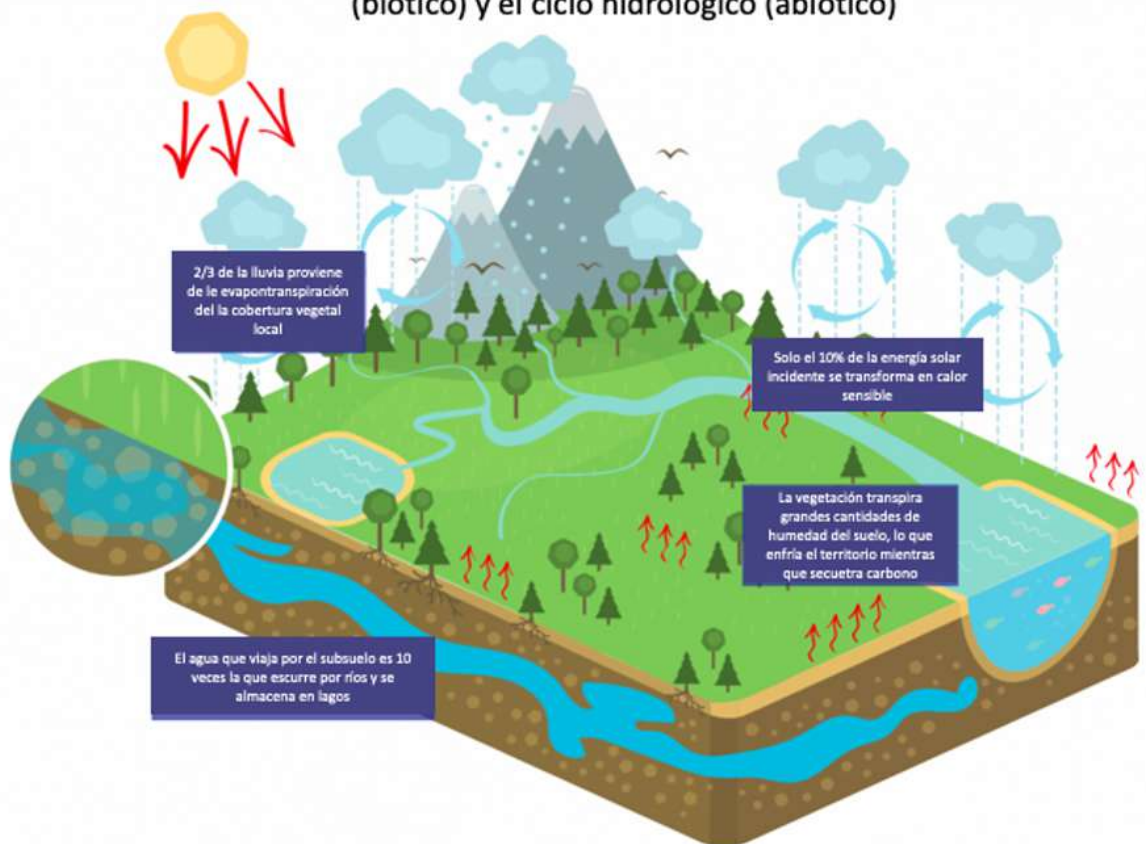 (biótico) y el ciclo hidrológico (abiótico)
2/3 de la lluvia proviene
de le evapontranspiración
del la cobertura vegetal
local
Solo el 10% de la energía solar
incidente se transforma en calor
sensible
La vegetación transpira
grandes cantidades de
humedad del suelo, lo que
enfría el territorio mientras
que secuetra carbono
El agua que viaja por el subsuelo es 10
veces la que escurre por ríos y se
almacena en lagos